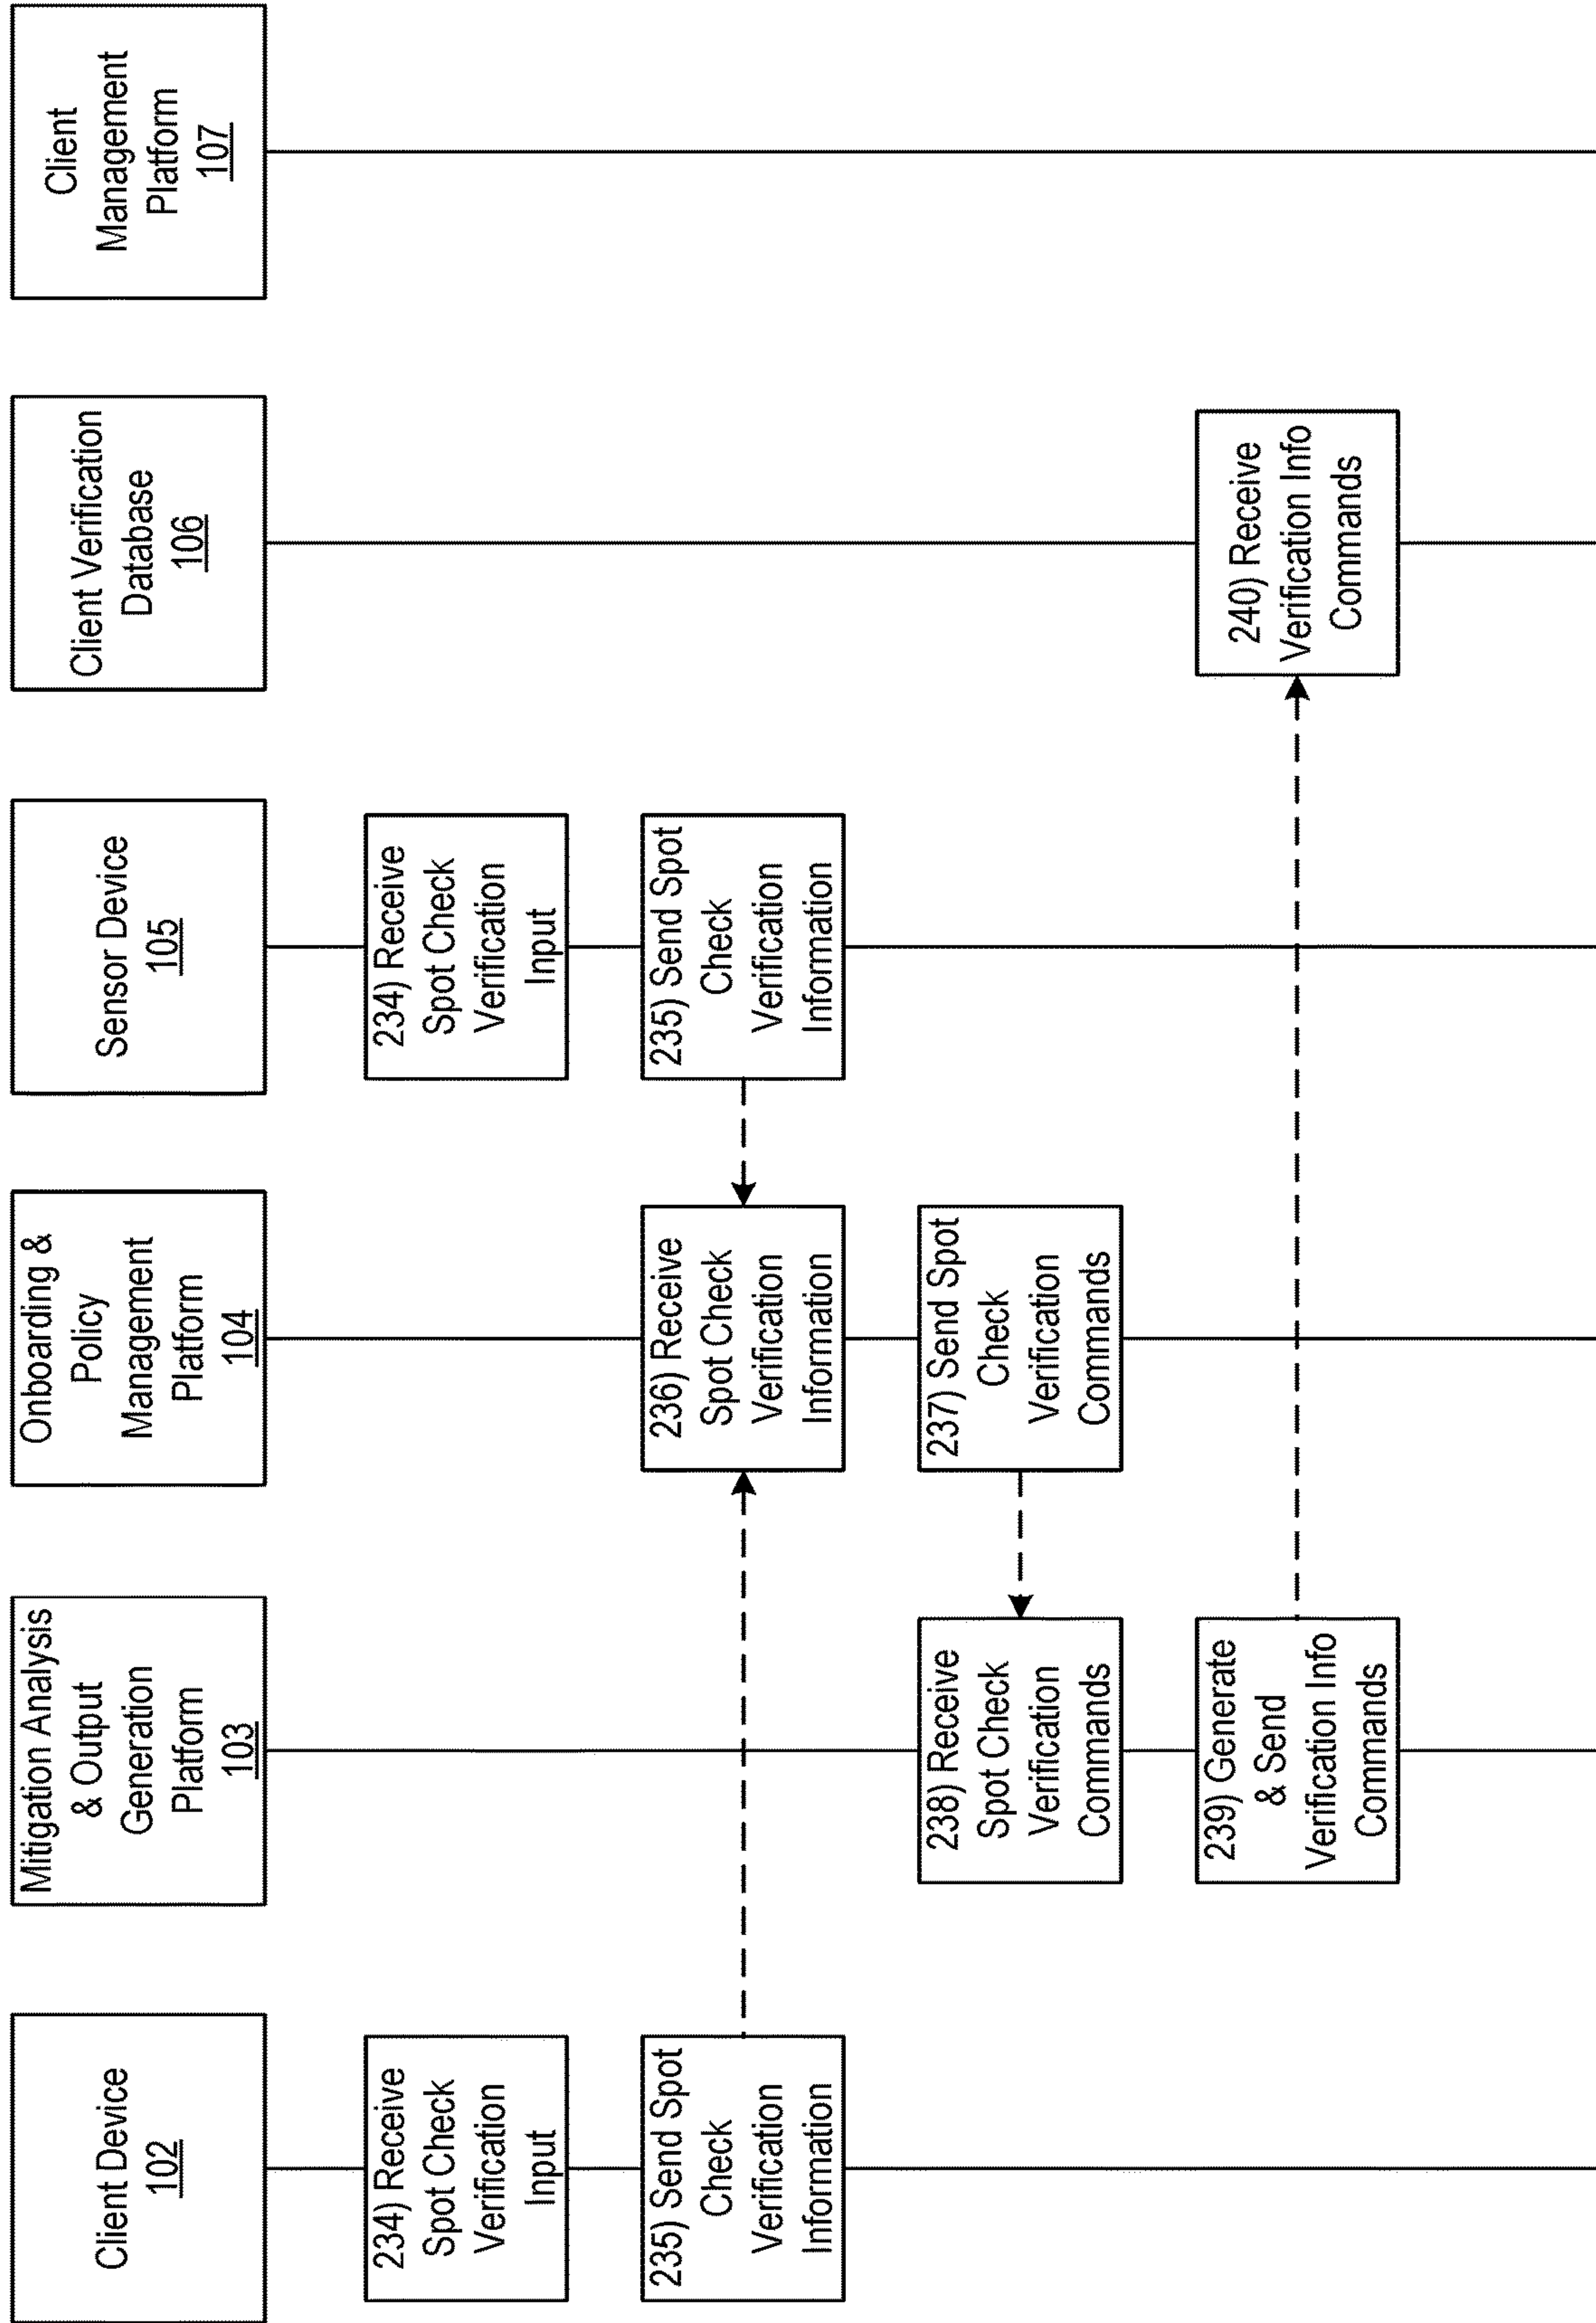 Client Device
102
Mitigation Analysis
& Output
Generation
Platform
103
Onboarding &
Policy
Management
Platform
104
Sensor Device
105
Client Verification
Database
106
Client
Management
Platform
107
234) Receive
Spot Check
Verification
Input
234) Receive
Spot Check
Verification
Input
235) Send Spot
Check
Verification
Information
236) Receive
Spot Check
Verification
Information
235) Send Spot
Check
Verification
Information
238) Receive
Spot Check
Verification
Commands
237) Send Spot
Check
Verification
Commands
239) Generate
& Send
Verification Info
Commands
240) Receive
Verification Info
Commands